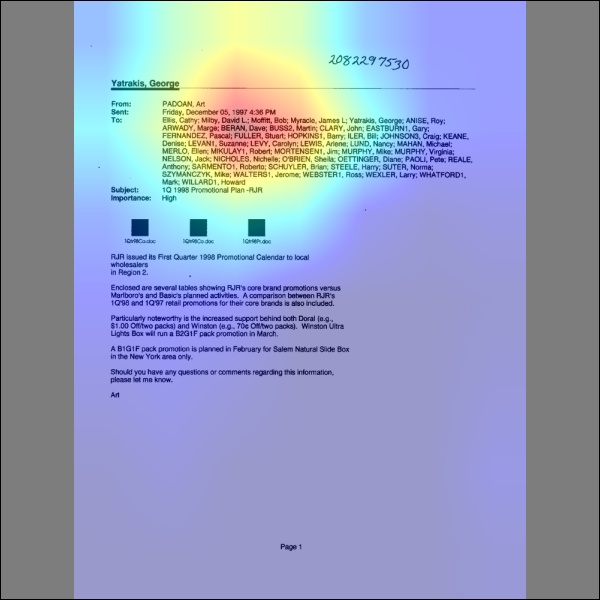 2082297530
Yatrakis, George
From: PADOAN, Art
Sent: Friday, December 05, 1997 4:36 PM
To: Ellis, Cathy; Milby, David L.; Moffitt, Bob; Myracle, James L; Yatrakis, George; ANISE, Roy;
ARWADY, Marge; BERAN, Dave; BUSS2, Martin; CLARY, John; EASTBURN1, Gary;
FERNANDEZ, Pascal; FULLER, Stuart; HOPKINS1, Barry; ILER, Bill; JOHNSON3, Craig; KEANE,
Denise; LEVAN1, Suzanne; LEVY, Carolyn; LEWIS, Arlene; LUND, Nancy; MAHAN, Michael;
MERLO, Ellen; MIKULAY1, Robert; MORTENSEN1, Jim; MURPHY, Mike; MURPHY, Virginia;
NELSON, Jack; NICHOLES, Nichelle; O'BRIEN, Sheila; OETTINGER, Diane; PAOLI, Pete; REALE,
Anthony; SARMENTO1, Roberto; SCHUYLER, Brian; STEELE, Harry; SUTER, Norma;
SZYMANCZYK, Mike; WALTERS1, Jerome; WEBSTER1, Ross; WEXLER, Larry; WHATFORD1,
Mark; WILLARD1, Howard
Subject: 1Q 1998 Promotional Plan -RJR
Importance: High
1Qtr98Co.doc 1Qtr98Co.doc 1Qtr98Pr.doc
RJR issued its First Quarter 1998 Promotional Calendar to local
wholesalers
in Region 2.
Enclosed are several tables showing RJR's core brand promotions versus
Marlboro's and Basic's planned activities. A comparison between RJR's
1Q'98 and 1Q'97 retail promotions for their core brands is also included.
Particularly noteworthy is the increased support behind both Doral (e.g.,
$1.00 Off/two packs) and Winston (e.g., 70¢ Off/two packs). Winston Ultra
Lights Box will run a B2G1F pack promotion in March.
A B1G1F pack promotion is planned in February for Salem Natural Slide Box
in the New York area only.
Should you have any questions or comments regarding this information,
please let me know.
Art
Page 1